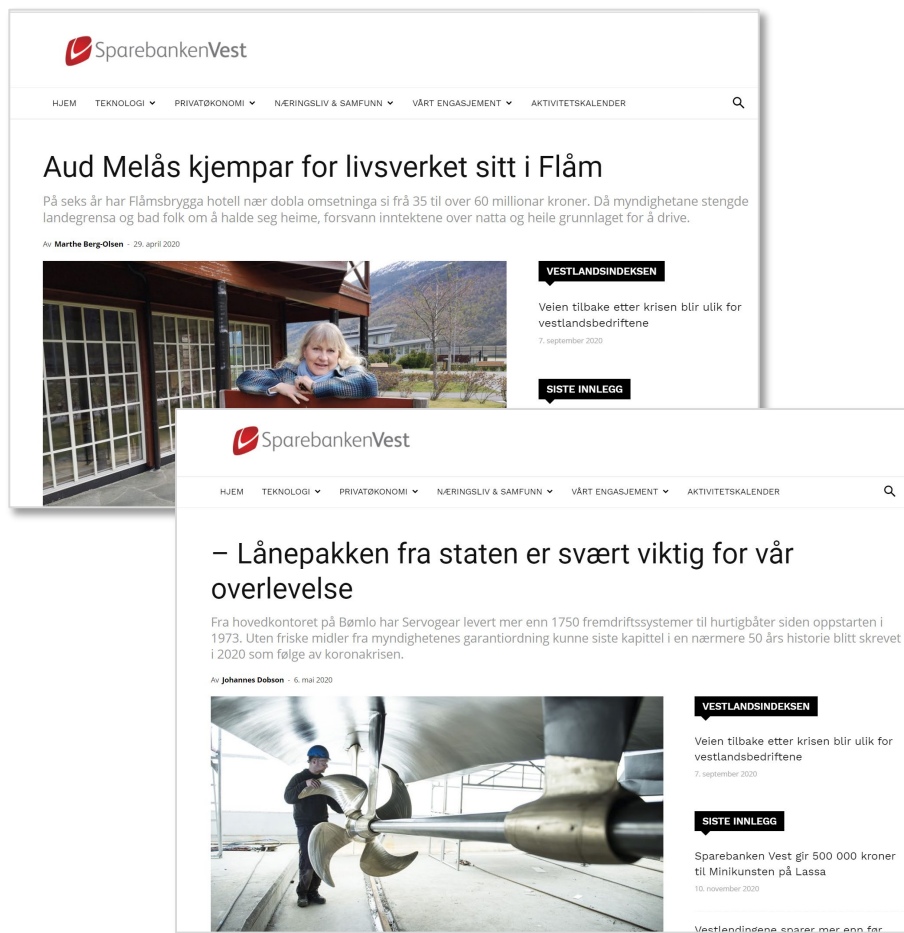 SparebankenVest
HJEM TEKNOLOGI PRIVATØKONOMI NÆRINGSLIV & SAMFUNN VÅRT ENGASJEMENT AKTIVITETSKALENDER
Aud Melås kjempar for livsverket sitt i Flåm
På seks år har Flåmsbrygga hotell nær dobla omsetninga si frå 35 til over 60 millionar kroner. Då myndighetane stengde
landegrensa og bad folk om å halde seg heime, forsvann inntektene over natta og heile grunnlaget for å drive.
Av Marthe Berg-Olsen - 29. april 2020
VESTLANDSINDEKSEN
Veien tilbake etter krisen blir ulik for
vestlandsbedriftene
7. september 2020
SISTE INNLEGG
SparebankenVest
HJEM TEKNOLOGI PRIVATØKONOMI NÆRINGSLIV & SAMFUNN VÅRT ENGASJEMENT AKTIVITETSKALENDER
– Lånepakken fra staten er svært viktig for vår
overlevelse
Fra hovedkontoret på Bømlo har Servogear levert mer enn 1750 fremdriftssystemer til hurtigbåter siden oppstarten i
1973. Uten friske midler fra myndighetenes garantiordning kunne siste kapittel i en nærmere 50 års historie blitt skrevet
i 2020 som følge av koronakrisen.
Av Johannes Dobson - 6. mai 2020
VESTLANDSINDEKSEN
Veien tilbake etter krisen blir ulik for
vestlandsbedriftene
7. september 2020
SISTE INNLEGG
Sparebanken Vest gir 500 000 kroner
til Minikunsten på Lassa
10. november 2020
Vestlendingene sparer mer enn før